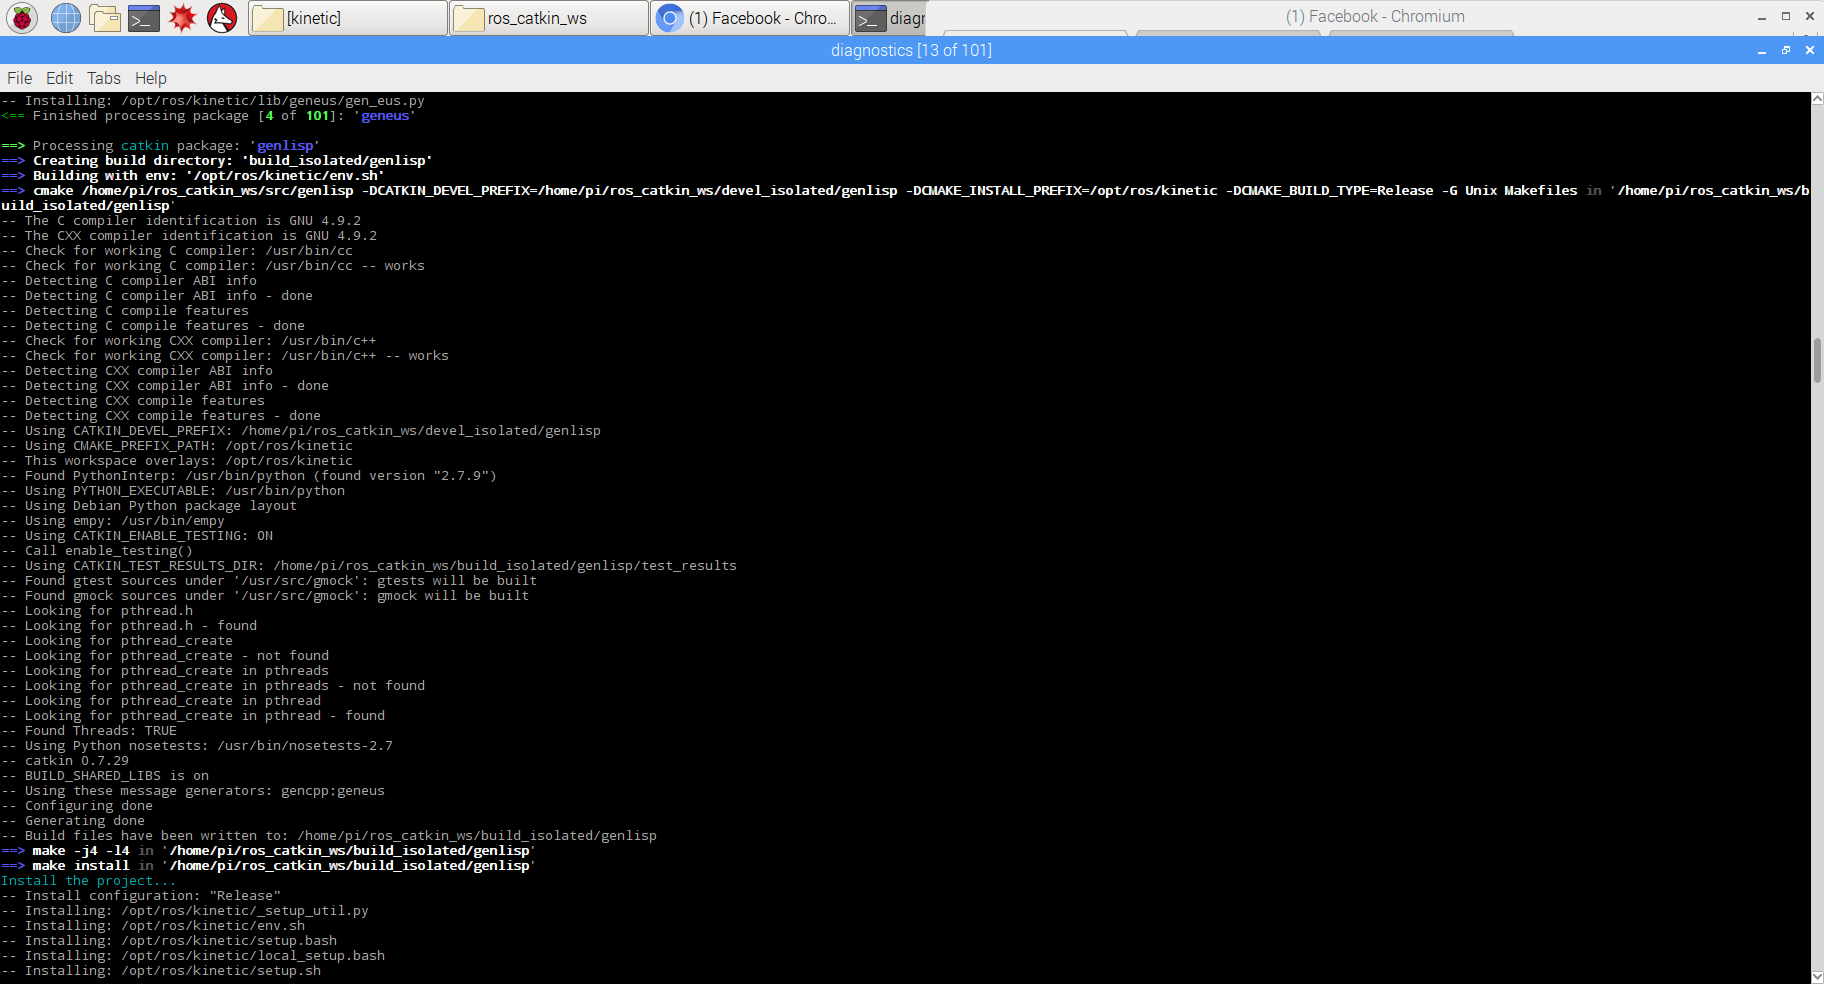 [kinetic]
ros_catkin_ws
(1) Facebook - Chro...
diagn
(1) Facebook - Chromium
diagnostics [13 of 101]
File Edit Tabs Help
-- Installing: /opt/ros/kinetic/lib/geneus/gen_eus.py
<== Finished processing package [4 of 101]: 'geneus'
==> Processing catkin package: 'genlisp'
==> Creating build directory: 'build_isolated/genlisp'
==> Building with env: '/opt/ros/kinetic/env.sh'
==> cmake /home/pi/ros_catkin_ws/src/genlisp -DCATKIN_DEVEL_PREFIX=/home/pi/ros_catkin_ws/devel_isolated/genlisp -DCMAKE_INSTALL_PREFIX=/opt/ros/kinetic -DCMAKE_BUILD_TYPE=Release -G Unix Makefiles in '/home/pi/ros_catkin_ws/b
uild_isolated/genlisp'
-- The C compiler identification is GNU 4.9.2
-- The CXX compiler identification is GNU 4.9.2
-- Check for working C compiler: /usr/bin/cc
-- Check for working C compiler: /usr/bin/cc -- works
-- Detecting C compiler ABI info
-- Detecting C compiler ABI info - done
-- Detecting C compile features
-- Detecting C compile features - done
-- Check for working CXX compiler: /usr/bin/c++
-- Check for working CXX compiler: /usr/bin/c++ -- works
-- Detecting CXX compiler ABI info
-- Detecting CXX compiler ABI info - done
-- Detecting CXX compile features
-- Detecting CXX compile features - done
-- Using CATKIN_DEVEL_PREFIX: /home/pi/ros_catkin_ws/devel_isolated/genlisp
-- Using CMAKE_PREFIX_PATH: /opt/ros/kinetic
-- This workspace overlays: /opt/ros/kinetic
-- Found PythonInterp: /usr/bin/python (found version "2.7.9")
-- Using PYTHON_EXECUTABLE: /usr/bin/python
-- Using Debian Python package layout
-- Using empy: /usr/bin/empy
-- Using CATKIN_ENABLE_TESTING: ON
-- Call enable_testing()
-- Using CATKIN_TEST_RESULTS_DIR: /home/pi/ros_catkin_ws/build_isolated/genlisp/test_results
-- Found gtest sources under '/usr/src/gmock': gtests will be built
-- Found gmock sources under '/usr/src/gmock': gmock will be built
-- Looking for pthread.h
-- Looking for pthread.h - found
-- Looking for pthread_create
-- Looking for pthread_create - not found
-- Looking for pthread_create in pthreads
-- Looking for pthread_create in pthreads - not found
-- Looking for pthread_create in pthread
-- Looking for pthread_create in pthread - found
-- Found Threads: TRUE
-- Using Python nosetests: /usr/bin/nosetests-2.7
-- catkin 0.7.29
-- BUILD_SHARED_LIBS is on
-- Using these message generators: gencpp;geneus
-- Configuring done
-- Generating done
-- Build files have been written to: /home/pi/ros_catkin_ws/build_isolated/genlisp
==> make -j4 -l4 in '/home/pi/ros_catkin_ws/build_isolated/genlisp'
==> make install in '/home/pi/ros_catkin_ws/build_isolated/genlisp'
Install the project...
-- Install configuration: "Release"
-- Installing: /opt/ros/kinetic/_setup_util.py
-- Installing: /opt/ros/kinetic/env.sh
-- Installing: /opt/ros/kinetic/setup.bash
-- Installing: /opt/ros/kinetic/local_setup.bash
-- Installing: /opt/ros/kinetic/setup.sh